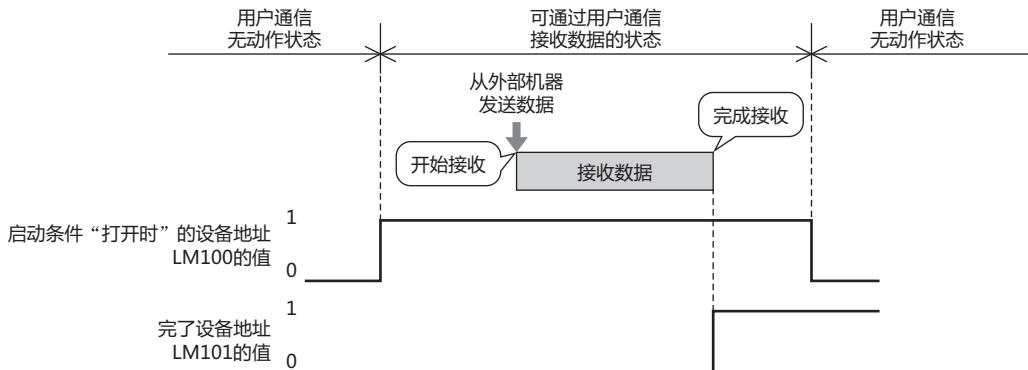 用户通信
无动作状态
可通过用户通信
接收数据的状态
用户通信
无动作状态
从外部机器
发送数据
完成接收
开始接收
接收数据
启动条件“打开时”的设备地址
LM100的值
1
0
完了设备地址
LM101的值
1
0